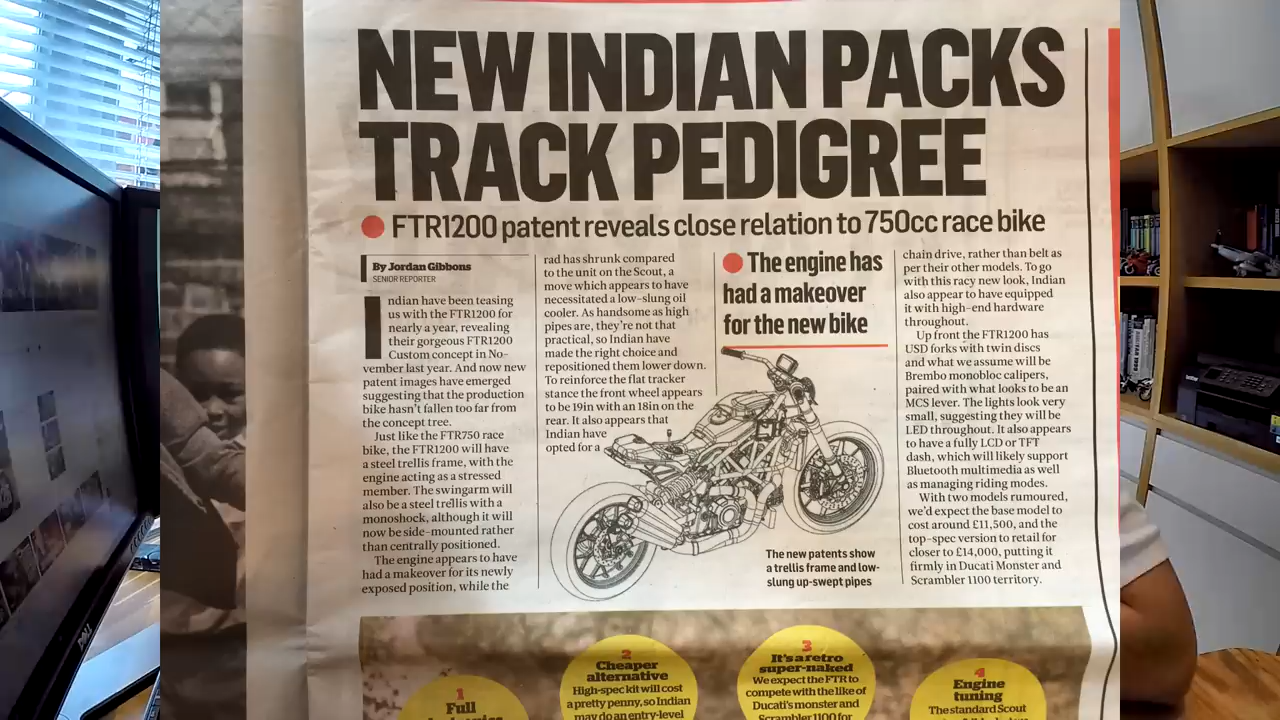 NEW INDIAN PACKS
TRACK PEDIGREE
FTR1200 patent reveals close relation to 750cc race bike
By Jordan Gibbons
SENIOR REPORTER
Indian have been teasing
us with the FTR1200 for
nearly a year, revealing
their gorgeous FTR1200
Custom concept in No-
vember last year. And now new
patent images have emerged
suggesting that the production
bike hasn't fallen too far from
the concept tree.
Just like the FTR750 race
bike, the FTR1200 will have
a steel trellis frame, with the
engine acting as a stressed
member. The swingarm will
also be a steel trellis with a
monoshock, although it will
now be side-mounted rather
than centrally positioned.
The engine appears to have
had a makeover for its newly
exposed position, while the
rad has shrunk compared
to the unit on the Scout, a
move which appears to have
necessitated a low-slung oil
cooler. As handsome as high
pipes are, they're not that
practical, so Indian have
made the right choice and
repositioned them lower down.
To reinforce the flat tracker
stance the front wheel appears
to be 19in with an 18in on the
rear. It also appears that
Indian have
opted for a
The engine has
had a makeover
for the new bike
The new patents show
a trellis frame and low-
slung up-swept pipes
chain drive, rather than belt as
per their other models. To go
with this racy new look, Indian
also appear to have equipped
it with high-end hardware
throughout.
Up front the FTR1200 has
USD forks with twin discs
and what we assume will be
Brembo monobloc calipers,
paired with what looks to be an
MCS lever. The lights look very
small, suggesting they will be
LED throughout. It also appears
to have a fully LCD or TFT
dash, which will likely support
Bluetooth multimedia as well
as managing riding modes.
With two models rumoured,
we'd expect the base model to
cost around £11,500, and the
top-spec version to retail for
closer to £14,000, putting it
firmly in Ducati Monster and
Scrambler 1100 territory.
1
Full
2
Cheaper
alternative
High-spec kit will cost
a pretty penny, so Indian
may do an entry-level
3
It's a retro
super-naked
We expect the FTR to
compete with the like of
Ducati's monster and
Scrambler 1100 for
4
Engine
tuning
The standard Scout
DELL